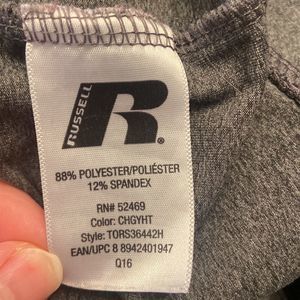 RUSSELL
R®
88% POLYESTER/POLIÉSTER
12% SPANDEX
RN# 52469
Color: CHGYHT
Style: TORS36442H
EAN/UPC 8 8942401947
Q16